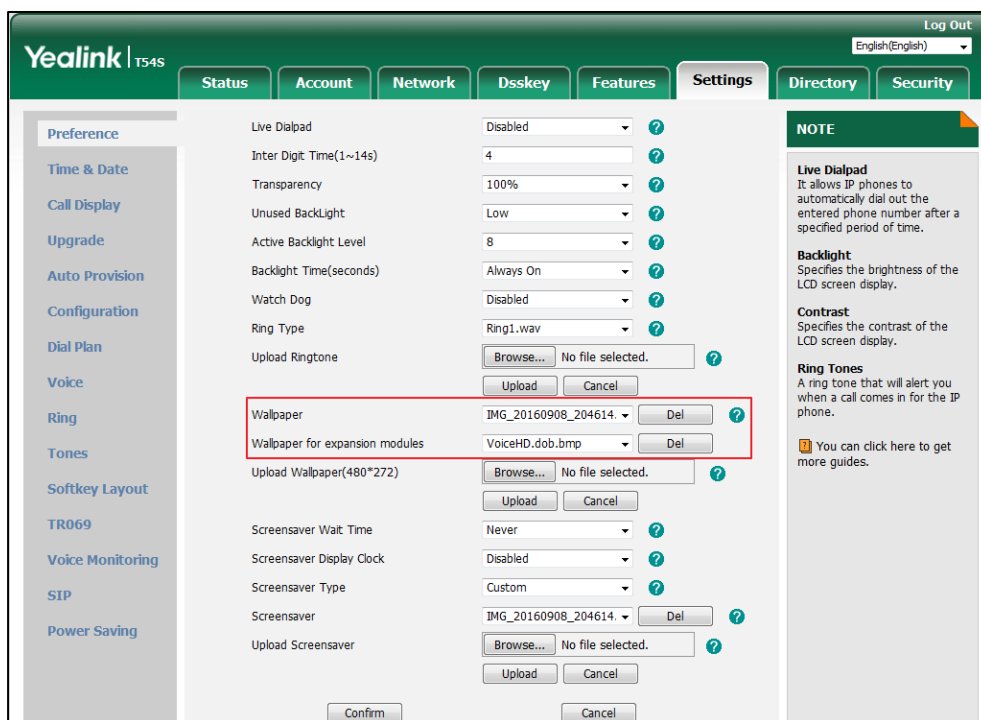 Log Out
Yealink T54S
English(English)
Status Account Network Dsskey Features Settings Directory Security
Preference
Time & Date
Call Display
Upgrade
Auto Provision
Configuration
Dial Plan
Voice
Ring
Tones
Softkey Layout
TR069
Voice Monitoring
SIP
Power Saving
Live Dialpad Disabled ?
Inter Digit Time(1~14s) 4 ?
Transparency 100% ?
Unused BackLight Low ?
Active Backlight Level 8 ?
Backlight Time(seconds) Always On ?
Watch Dog Disabled ?
Ring Type Ring1.wav ?
Upload Ringtone Browse... No file selected. ?
Upload Cancel
Wallpaper IMG_20160908_204614. Del ?
Wallpaper for expansion modules VoiceHD.dob.bmp Del
Upload Wallpaper(480*272) Browse... No file selected. ?
Upload Cancel
Screensaver Wait Time Never ?
Screensaver Display Clock Disabled ?
Screensaver Type Custom ?
Screensaver IMG_20160908_204614. Del ?
Upload Screensaver Browse... No file selected. ?
Upload Cancel
Confirm Cancel
NOTE
Live Dialpad
It allows IP phones to
automatically dial out the
entered phone number after a
specified period of time.
Backlight
Specifies the brightness of the
LCD screen display.
Contrast
Specifies the contrast of the
LCD screen display.
Ring Tones
A ring tone that will alert you
when a call comes in for the IP
phone.
? You can click here to get
more guides.